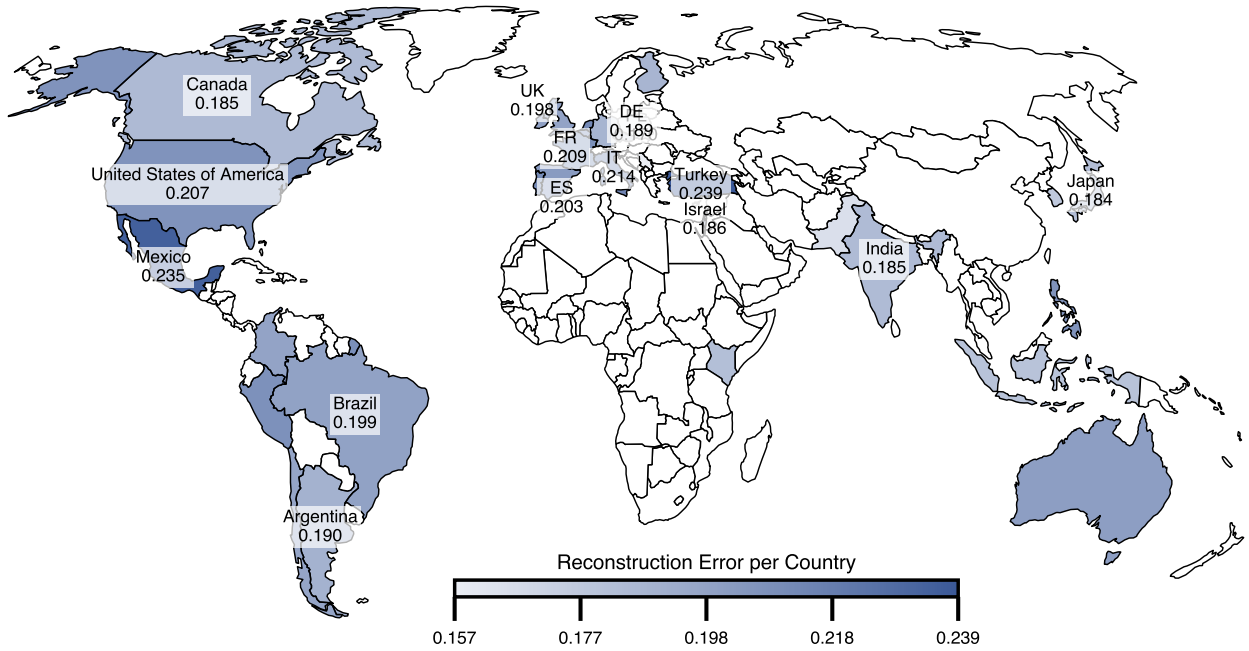 Canada
0.185
United States of America
0.207
Mexico
0.235
Brazil
0.199
Argentina
0.190
UK
0.198
DE
0.189
FR
0.209
IT
0.214
ES
0.203
Turkey
0.239
Israel
0.186
India
0.185
Japan
0.184
Reconstruction Error per Country
0.157 0.177 0.198 0.218 0.239